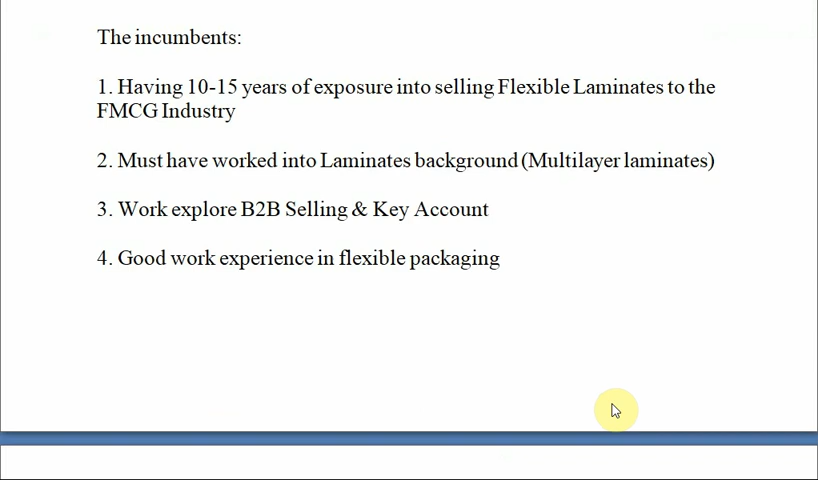 The incumbents:
1. Having 10-15 years of exposure into selling Flexible Laminates to the
FMCG Industry
2. Must have worked into Laminates background (Multilayer laminates)
3. Work explore B2B Selling & Key Account
4. Good work experience in flexible packaging